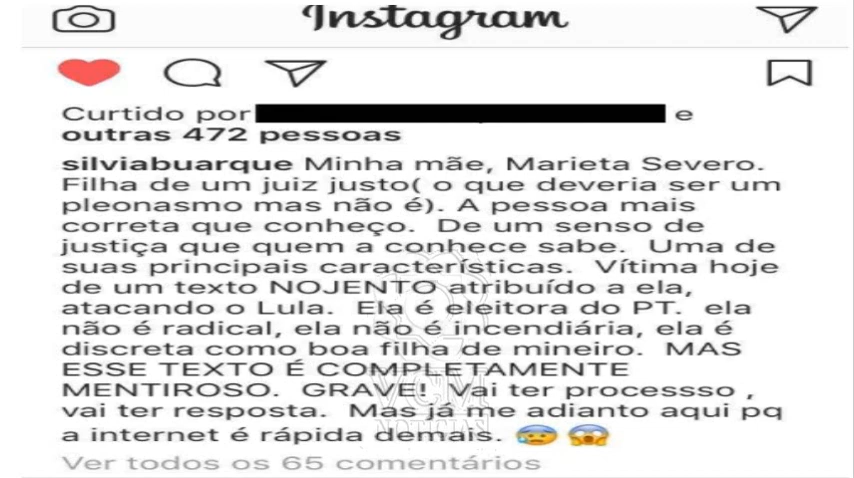 Instagram
Curtido por e
outras 472 pessoas
silviabuarque Minha mãe, Marieta Severo.
Filha de um juiz justo( o que deveria ser um
pleonasmo mas não é). A pessoa mais
correta que conheço. De um senso de
justiça que quem a conhece sabe. Uma de
suas principais características. Vítima hoje
de um texto NOJENTO atribuído a ela,
atacando o Lula. Ela é eleitora do PT. ela
não é radical, ela não é incendiária, ela é
discreta como boa filha de mineiro. MAS
ESSE TEXTO É COMPLETAMENTE
MENTIROSO. GRAVE! Vai ter processso ,
vai ter resposta. Mas já me adianto aqui pq
a internet é rápida demais. 😰 😱
Ver todos os 65 comentários